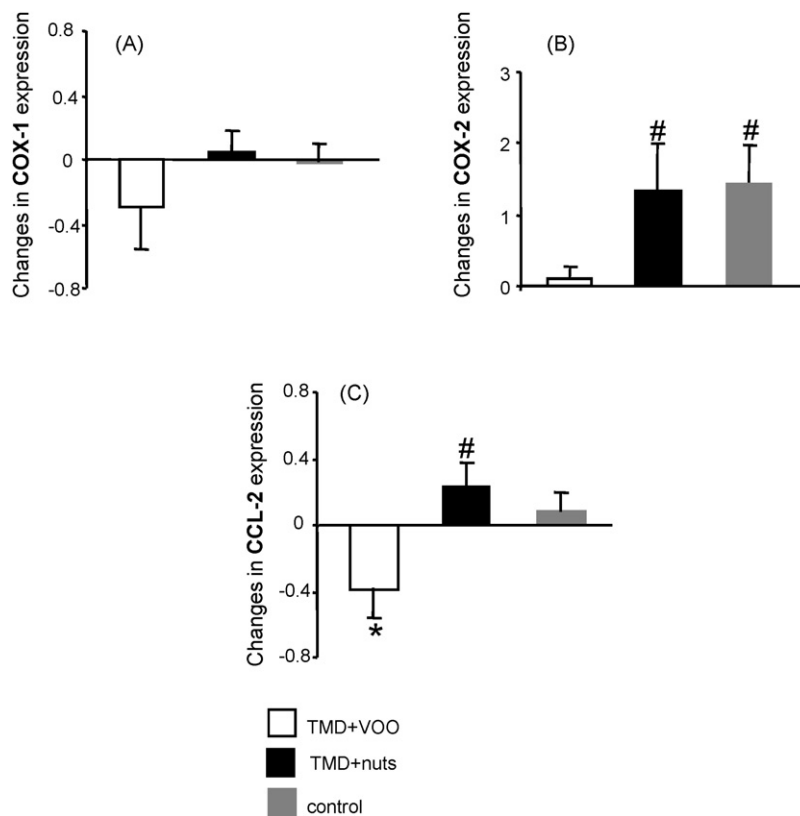 (A)
Changes in COX-1 expression
0.8
0.4
0
-0.4
-0.8
(B)
Changes in COX-2 expression
3
2
1
0
#
#
(C)
Changes in CCL-2 expression
0.8
0.4
0
-0.4
-0.8
#
*
TMD+VOO
TMD+nuts
control